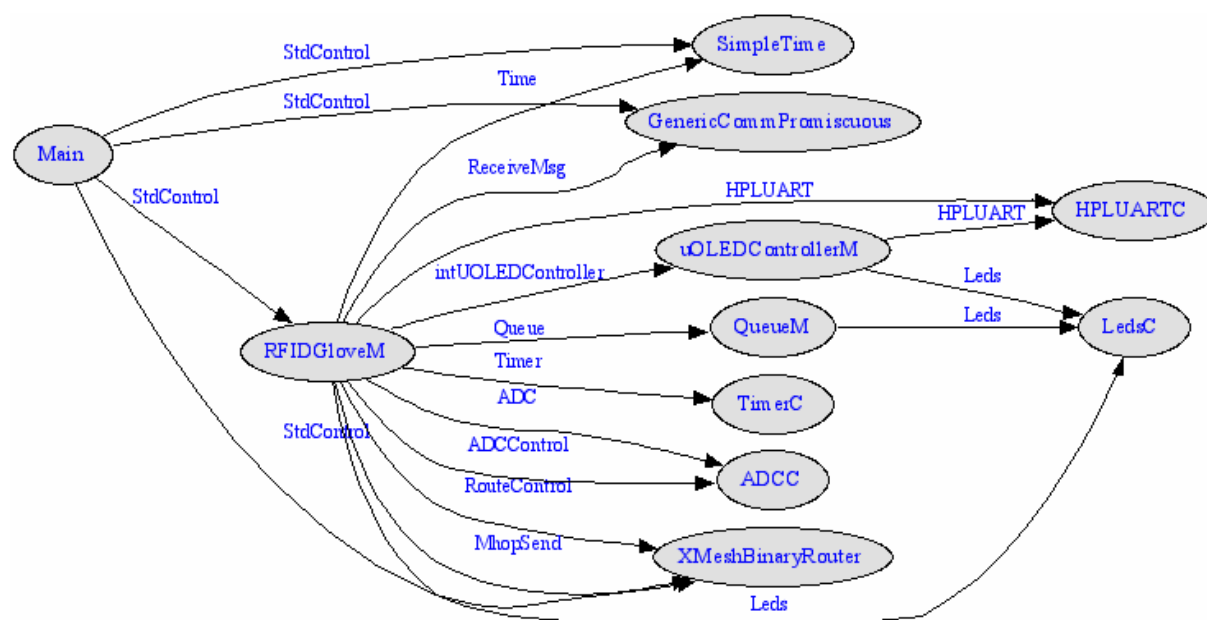 SimpleTime
StdControl
Time
StdControl
GenericCommPromiscuous
Main
ReceiveMsg
StdControl
HPLUART
HPLUARTC
HPLUART
uOLEDControllerM
intUOLEDController
Leds
Queue
QueueM
Leds
LedsC
RFIDGloveM
Timer
ADC
TimerC
StdControl
ADCControl
ADCC
RouteControl
MhopSend
XMeshBinaryRouter
Leds